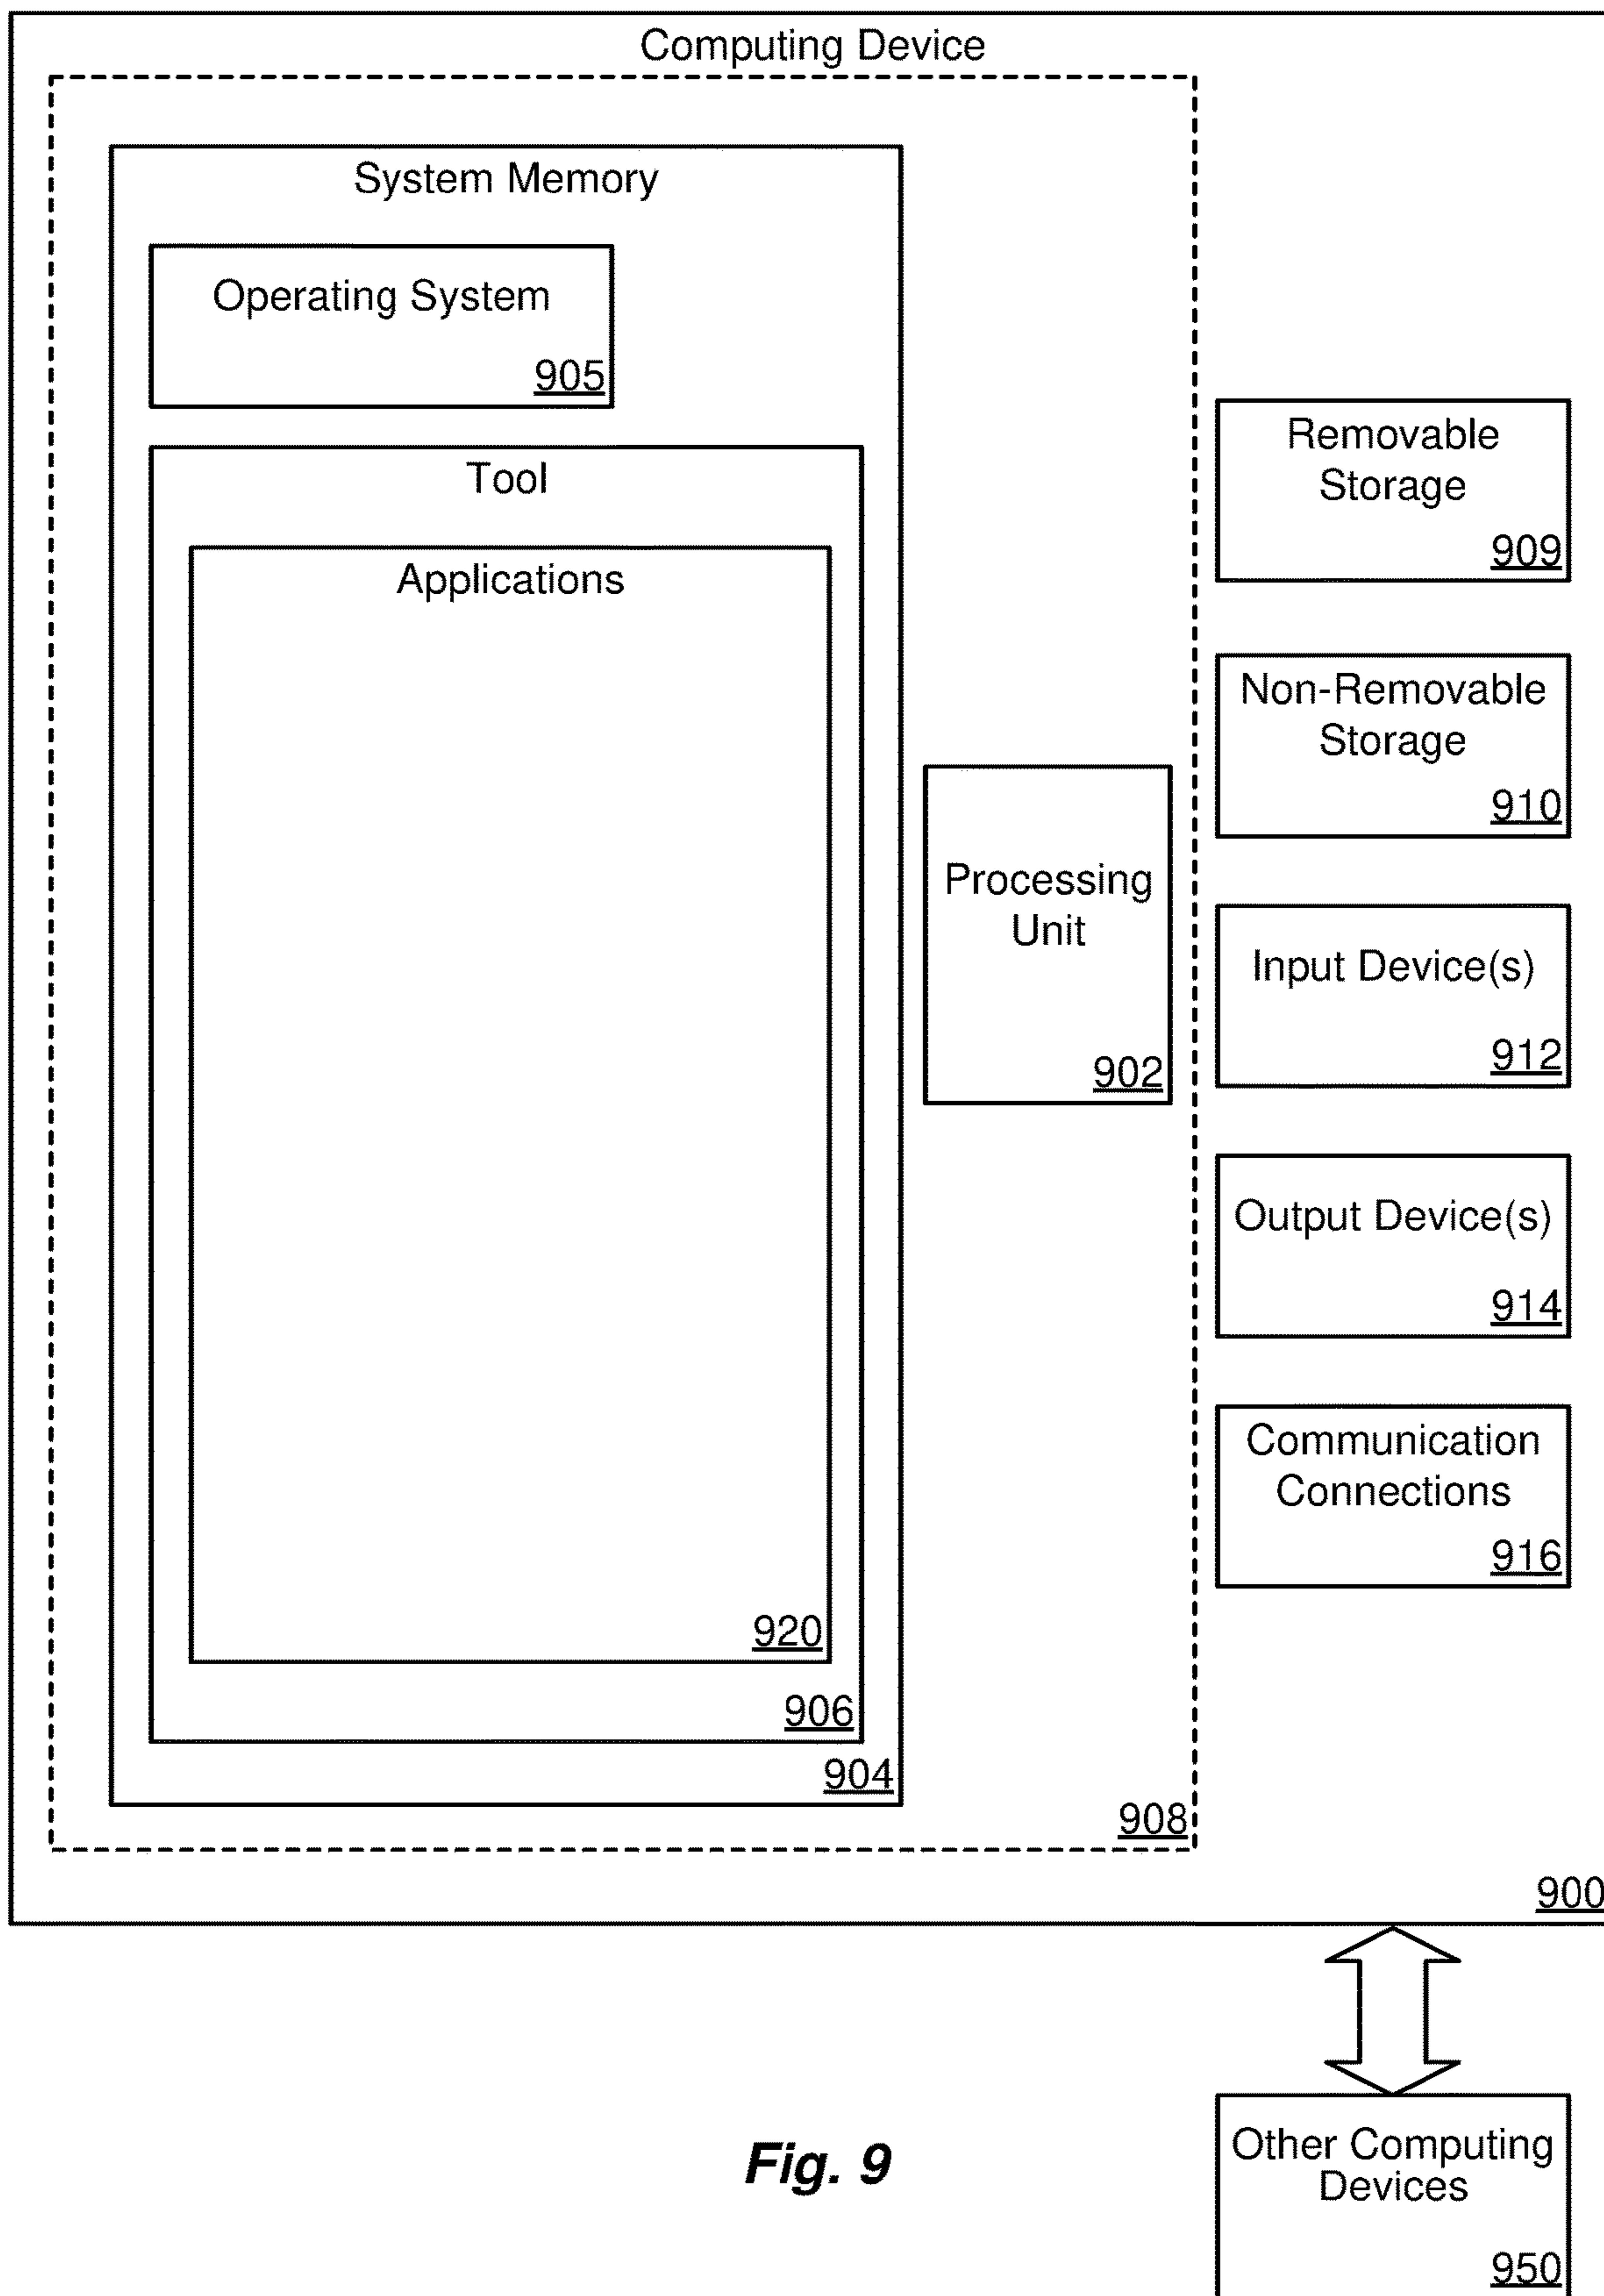 Computing Device
System Memory
Operating System
905
Tool
Applications
920
906
904
Processing
Unit
902
908
Removable
Storage
909
Non-Removable
Storage
910
Input Device(s)
912
Output Device(s)
914
Communication
Connections
916
900
Other Computing
Devices
950
Fig. 9